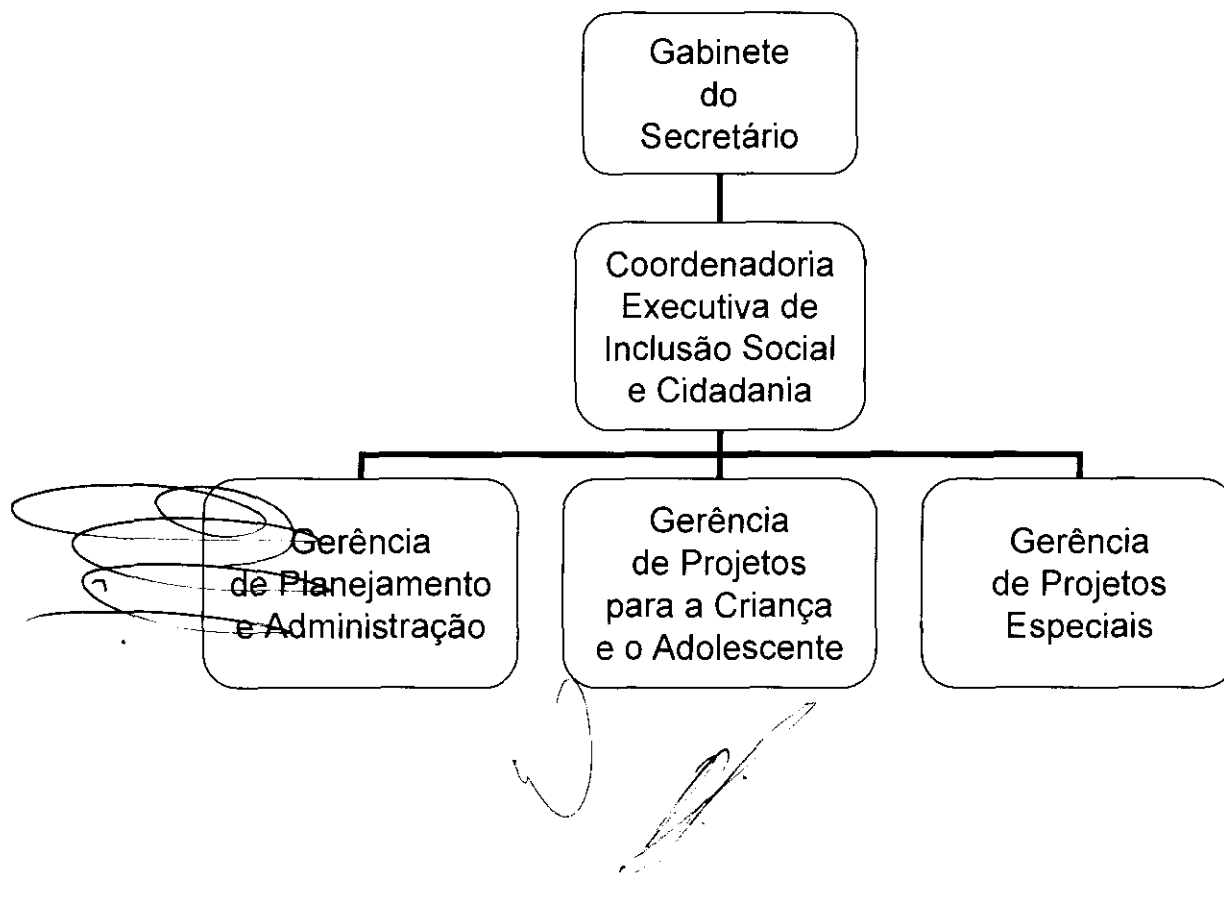 Gabinete
do
Secretário
Coordenadoria
Executiva de
Inclusão Social
e Cidadania
Gerência
de Planejamento
e Administração
Gerência
de Projetos
para a Criança
e o Adolescente
Gerência
de Projetos
Especiais